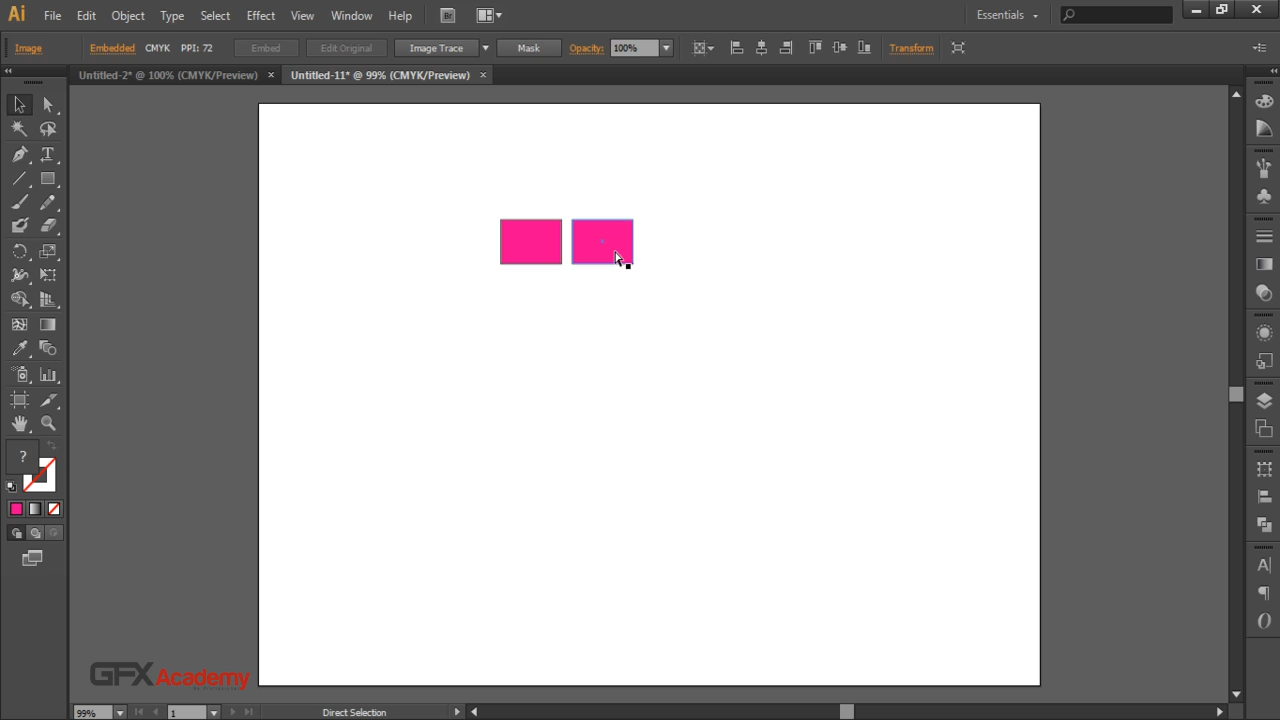 Ai File Edit Object Type Select Effect View Window Help Br Essentials
Image Embedded CMYK PPI: 72 Embed Edit Original Image Trace Mask Opacity: 100% Transform
Untitled-2* @ 100% (CMYK/Preview) × Untitled-11* @ 99% (CMYK/Preview) ×
T
?
A
GFX Academy
99% 1 Direct Selection